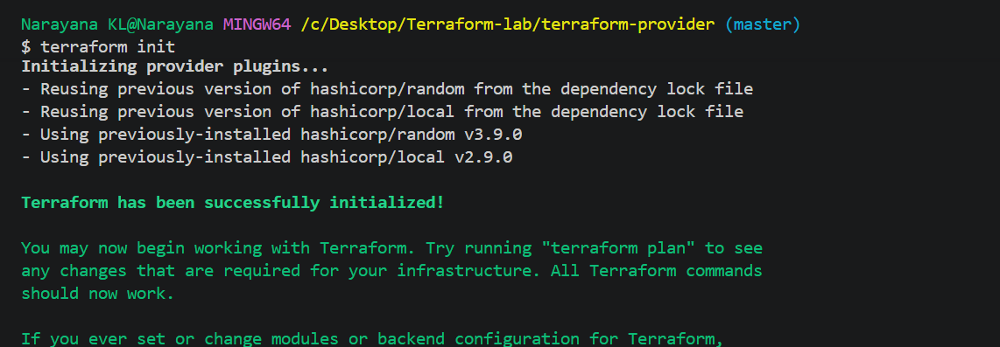 Narayana KL@Narayana MINGW64 /c/Desktop/Terraform-lab/terraform-provider (master)
$ terraform init
Initializing provider plugins...
- Reusing previous version of hashicorp/random from the dependency lock file
- Reusing previous version of hashicorp/local from the dependency lock file
- Using previously-installed hashicorp/random v3.9.0
- Using previously-installed hashicorp/local v2.9.0
Terraform has been successfully initialized!
You may now begin working with Terraform. Try running "terraform plan" to see
any changes that are required for your infrastructure. All Terraform commands
should now work.
If you ever set or change modules or backend configuration for Terraform,